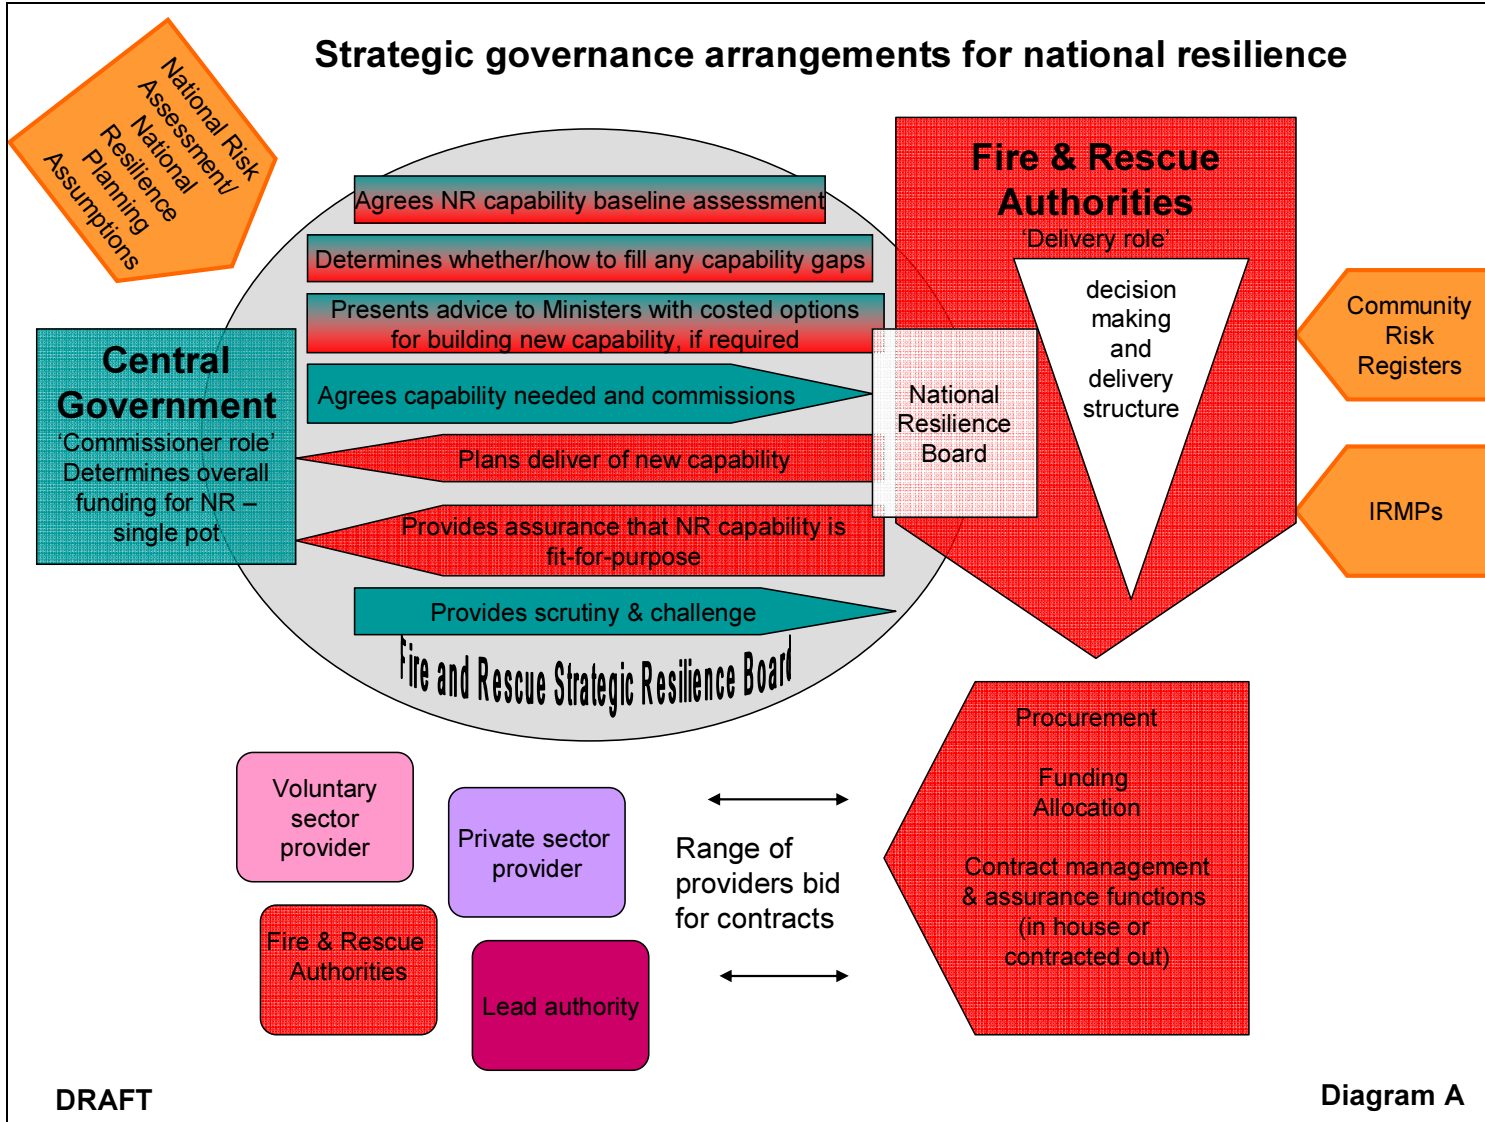 Strategic governance arrangements for national resilience
National Risk
Assessment/
National
Resilience
Planning
Assumptions
Agrees NR capability baseline assessment
Determines whether/how to fill any capability gaps
Presents advice to Ministers with costed options
for building new capability, if required
Agrees capability needed and commissions
Plans deliver of new capability
Provides assurance that NR capability is
fit-for-purpose
Provides scrutiny & challenge
Fire and Rescue Strategic Resilience Board
Central
Government
‘Commissioner role’
Determines overall
funding for NR –
single pot
National
Resilience
Board
Fire & Rescue
Authorities
‘Delivery role’
decision
making
and
delivery
structure
Community
Risk
Registers
IRMPs
Procurement
Funding
Allocation
Contract management
& assurance functions
(in house or
contracted out)
Range of
providers bid
for contracts
Voluntary
sector
provider
Private sector
provider
Fire & Rescue
Authorities
Lead authority
DRAFT
Diagram A